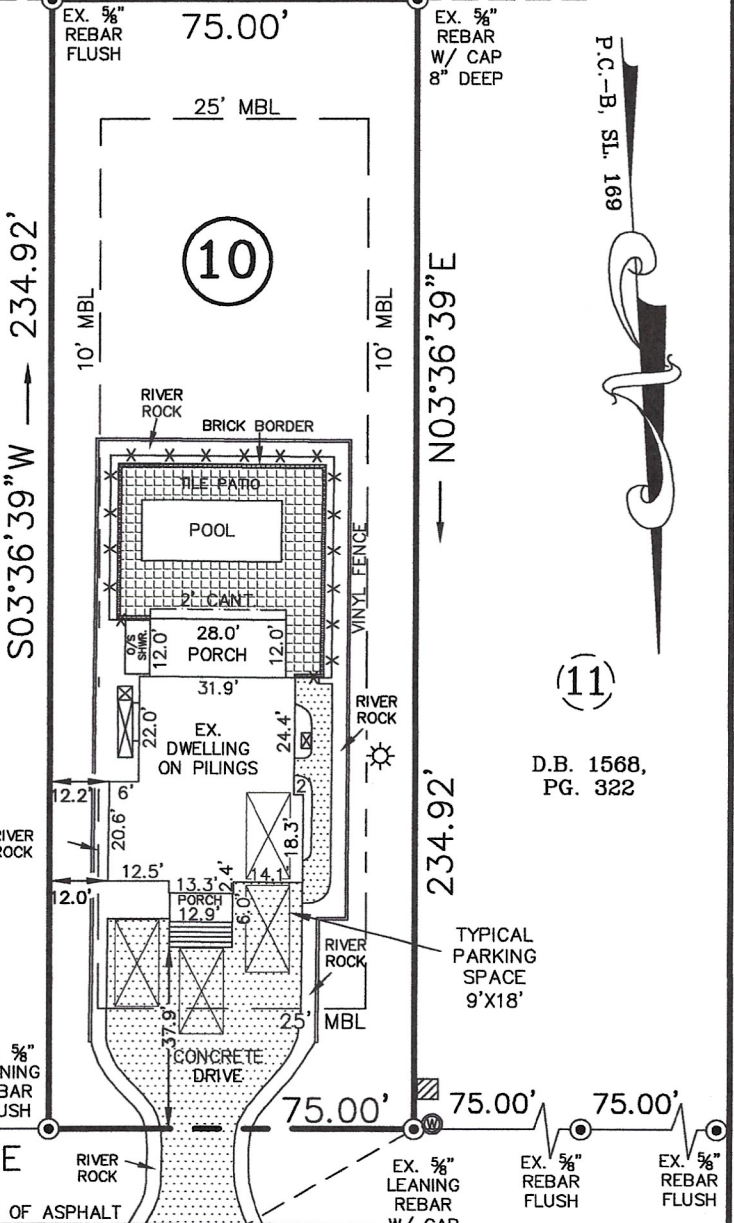 EX. ⅝"
REBAR
FLUSH
75.00'
EX. ⅝"
REBAR
W/ CAP
8" DEEP
P.C.-B, SL. 169
25' MBL
10
S03°36'39"W
234.92'
10' MBL
10' MBL
N03°36'39"E
234.92'
RIVER
ROCK
BRICK BORDER
TILE PATIO
POOL
VINYL FENCE
2' CANT.
O/S
SHWR.
12.0'
28.0'
PORCH
12.0'
31.9'
22.0'
EX.
DWELLING
ON PILINGS
24.4'
RIVER
ROCK
11
D.B. 1568,
PG. 322
12.2'
6'
2'
20.6'
18.3'
RIVER
ROCK
12.0'
12.5'
13.3'
2.4'
14.1'
PORCH
12.9'
6.0'
TYPICAL
PARKING
SPACE
9'X18'
RIVER
ROCK
25' MBL
37.9'
CONCRETE
DRIVE
⅝"
NING
BAR
USH
75.00'
W
75.00'
75.00'
E
RIVER
ROCK
EX. ⅝"
LEANING
REBAR
W/ CAP
EX. ⅝"
REBAR
FLUSH
EX. ⅝"
REBAR
FLUSH
OF ASPHALT